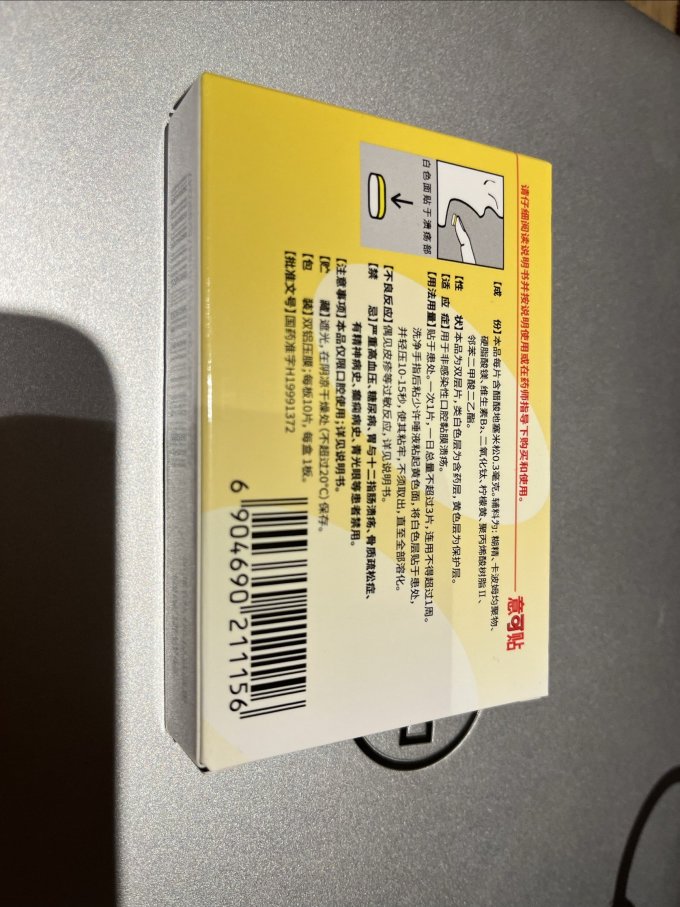 请仔细阅读说明书并按说明使用或在药师指导下购买和使用。
意可贴
【成　　份】本品每片含醋酸地塞米松0.3毫克。辅料为：糊精、卡波姆均聚物、
硬脂酸镁、维生素B₂、二氧化钛、柠檬黄、聚丙烯酸树脂Ⅱ、
邻苯二甲酸二乙酯。
【性　　状】本品为双层片，类白色层为含药层，黄色层为保护层。
【适 应 症】用于非感染性口腔黏膜溃疡。
【用法用量】贴于患处。一次1片，一日总量不超过3片，连用不得超过1周。
洗净手指后粘少许唾液粘起黄色面，将白色层贴于患处，
并轻压10-15秒，使其粘牢，不须取出，直至全部溶化。
【不良反应】偶见皮疹等过敏反应，详见说明书。
【禁　　忌】严重高血压、糖尿病、胃与十二指肠溃疡、骨质疏松症、
有精神病史、癫痫病史、青光眼等患者禁用。
【注意事项】本品仅限口腔使用；详见说明书。
【贮　　藏】遮光，在阴凉干燥处（不超过20℃）保存。
【包　　装】双铝压膜；每板10片，每盒1板。
【批准文号】国药准字H19991372
白色面贴于溃疡部
6 904690 211156